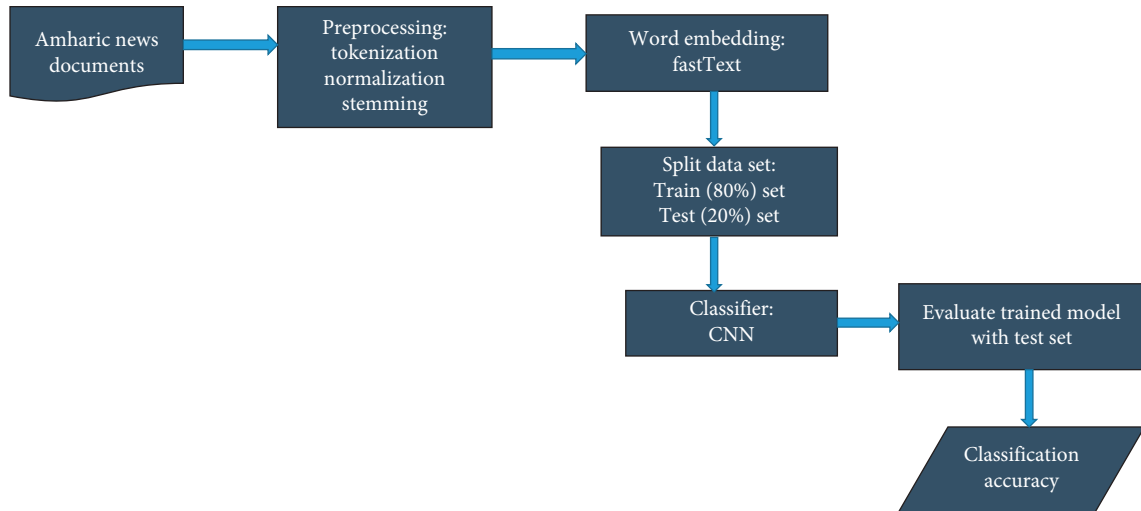 Amharic news
documents
Preprocessing:
tokenization
normalization
stemming
Word embedding:
fastText
Split data set:
Train (80%) set
Test (20%) set
Classifier:
CNN
Evaluate trained model
with test set
Classification
accuracy